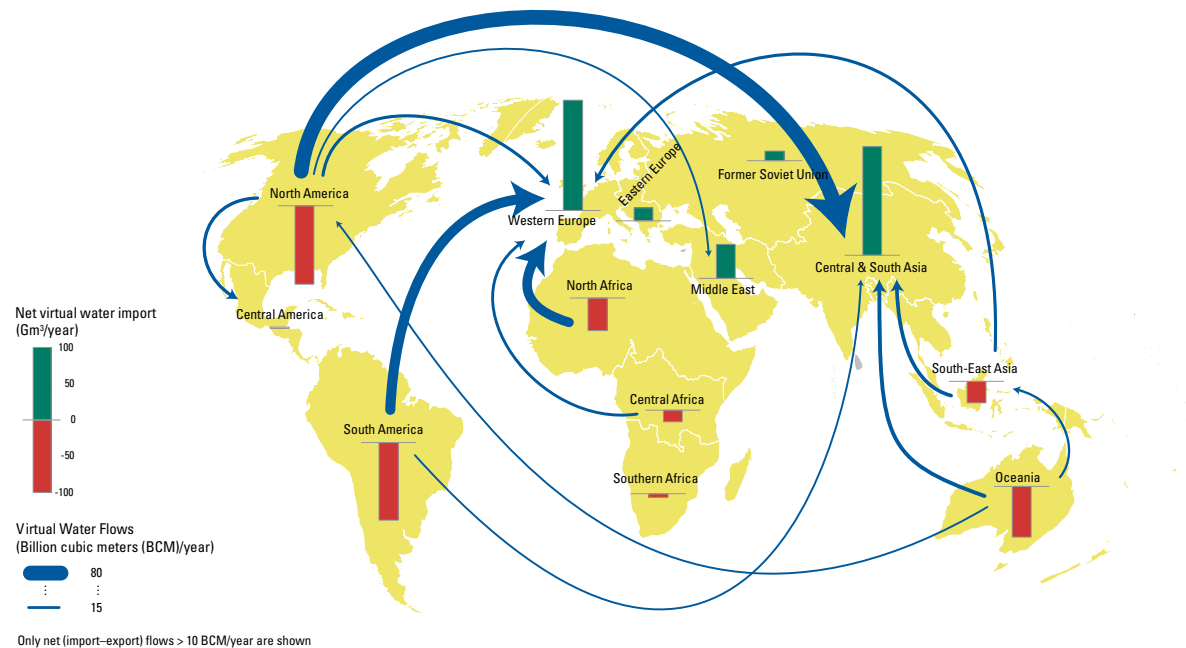 North America
Western Europe
Eastern Europe
Former Soviet Union
Central & South Asia
Middle East
North Africa
Central America
South-East Asia
Central Africa
South America
Southern Africa
Oceania
Net virtual water import
(Gm³/year)
100
50
0
-50
-100
Virtual Water Flows
(Billion cubic meters (BCM)/year)
80
15
Only net (import–export) flows > 10 BCM/year are shown